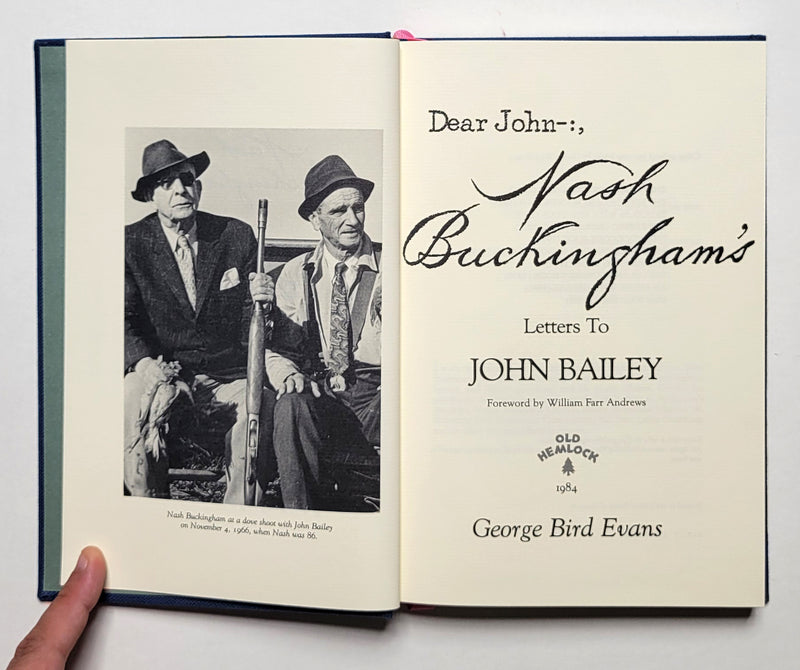 Nash Buckingham at a dove shoot with John Bailey
on November 4, 1966, when Nash was 86.
Dear John-:,
Nash
Buckingham's
Letters To
JOHN BAILEY
Foreword by William Farr Andrews
OLD
HEMLOCK
1984
George Bird Evans